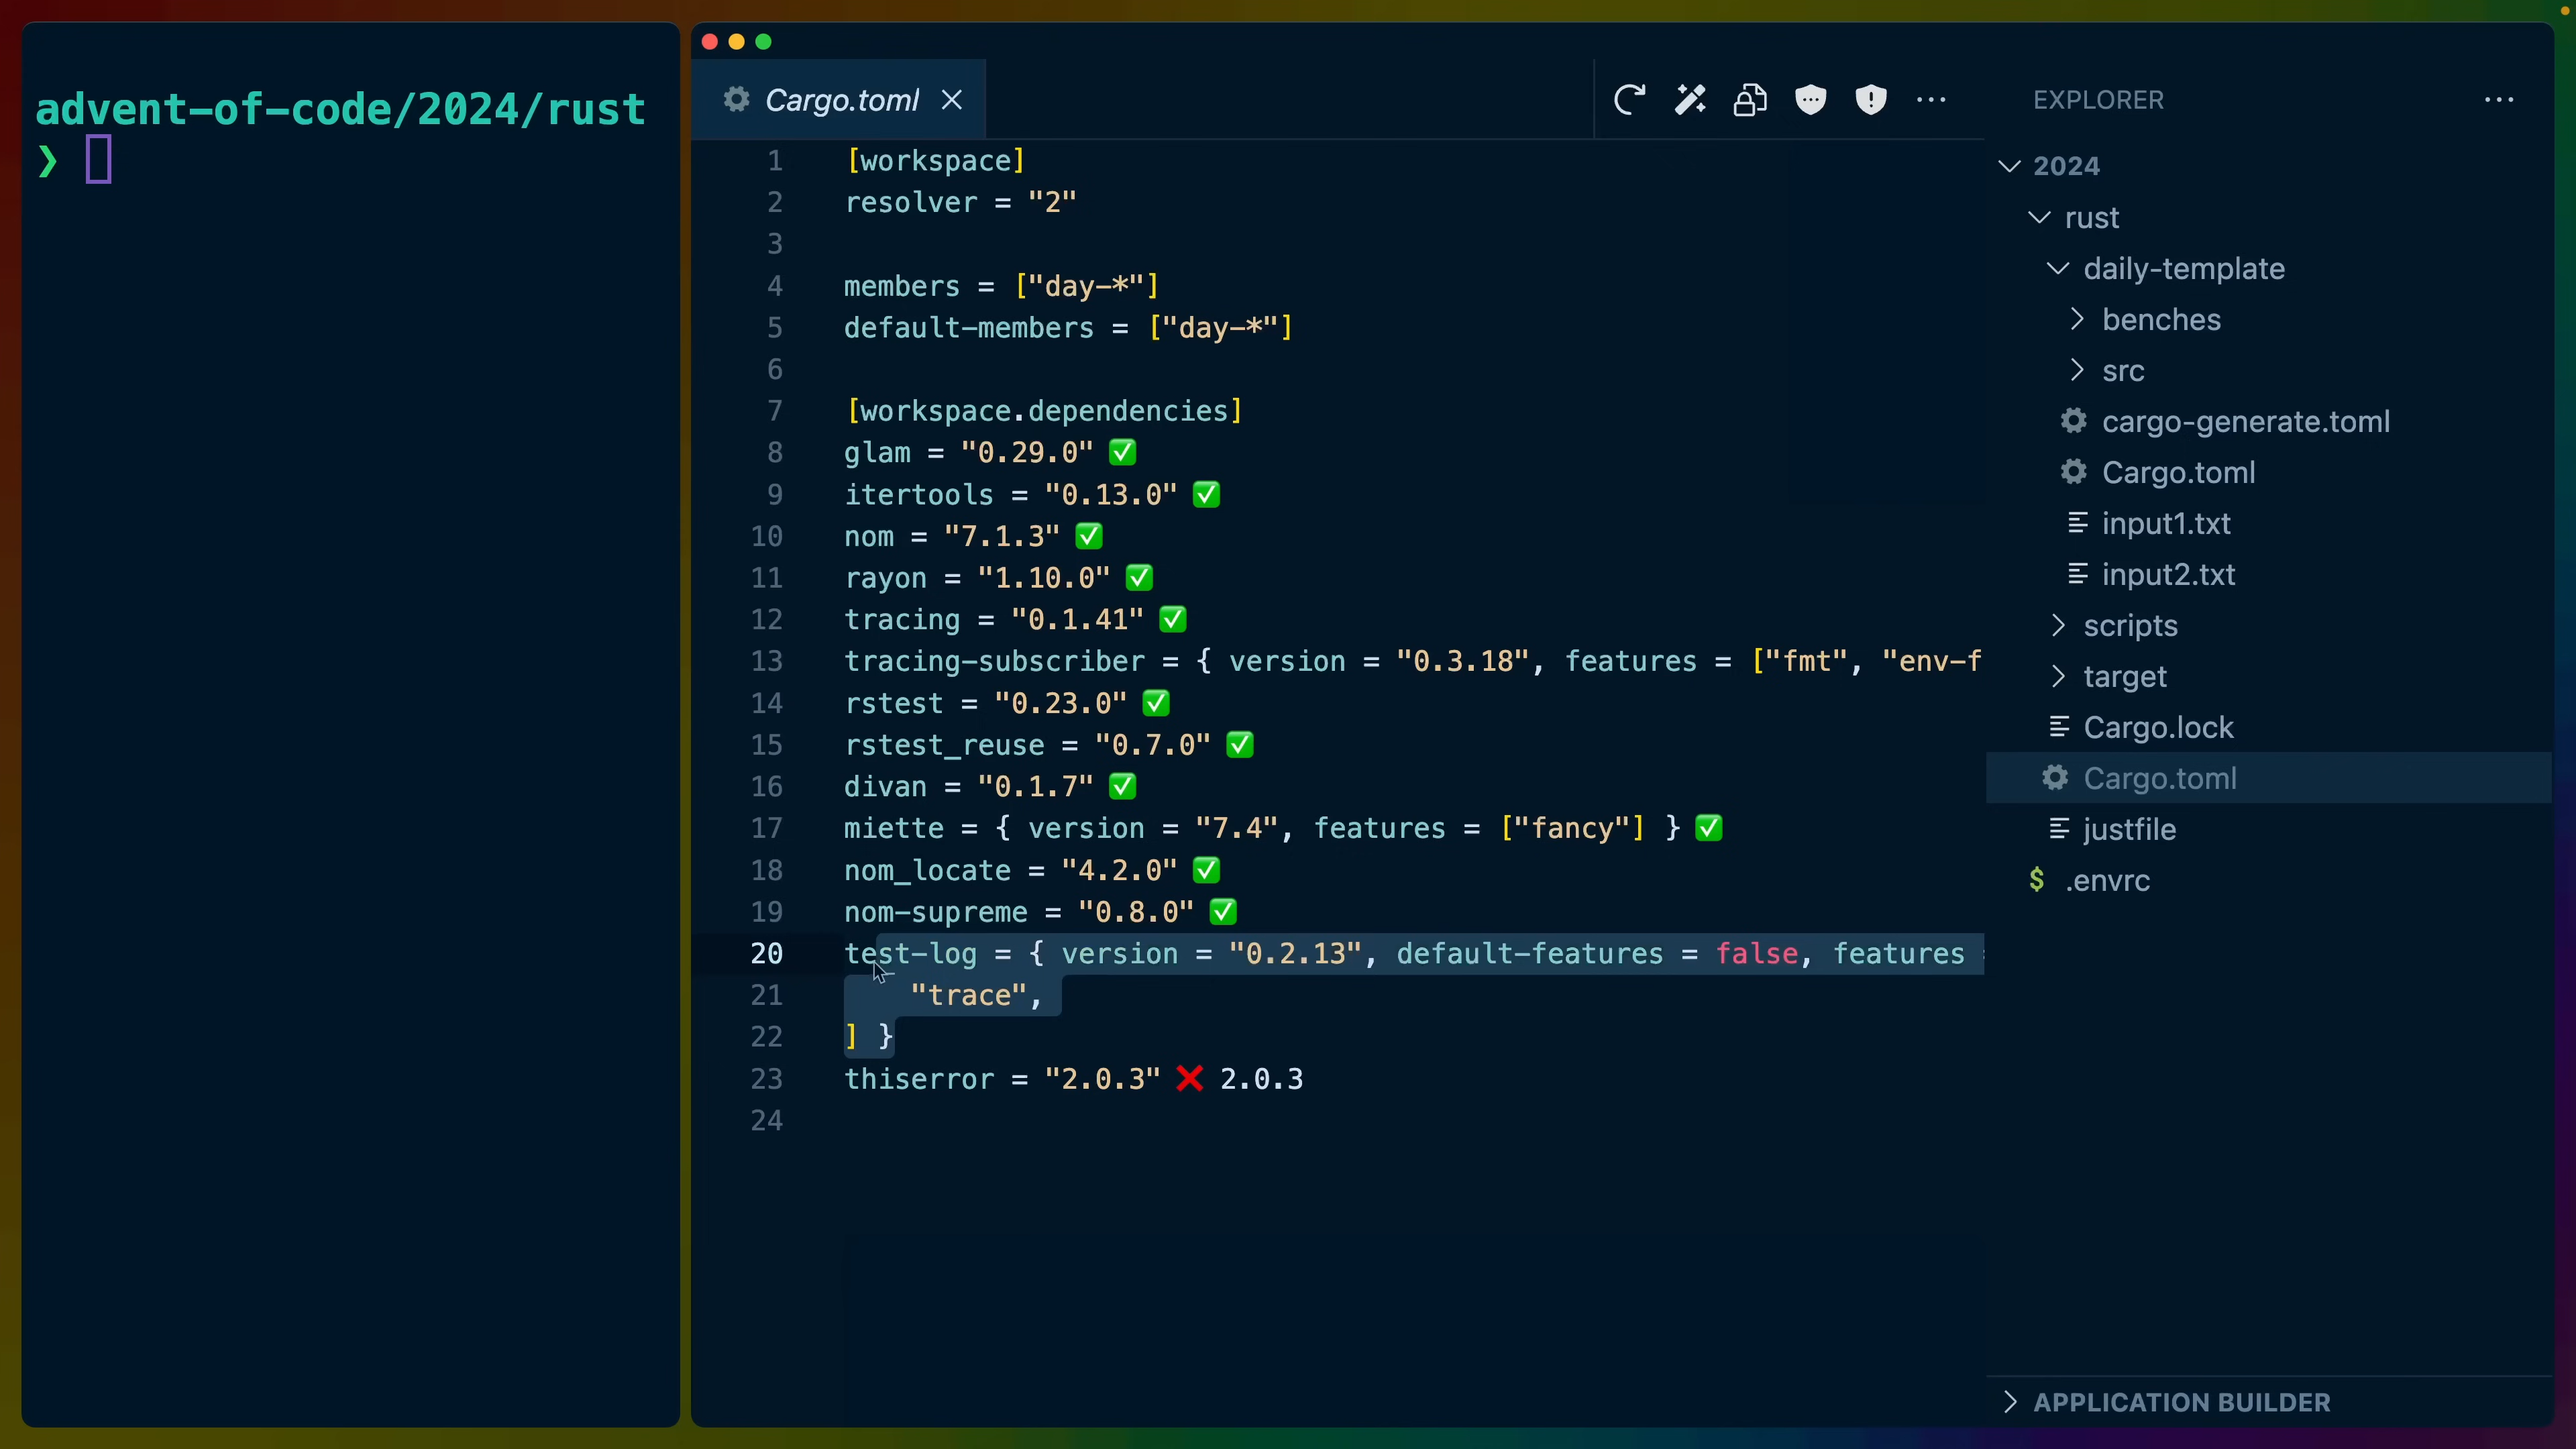 advent-of-code/2024/rust
❯
Cargo.toml
EXPLORER
1 [workspace]
2 resolver = "2"
3
4 members = ["day-*"]
5 default-members = ["day-*"]
6
7 [workspace.dependencies]
8 glam = "0.29.0" ✅
9 itertools = "0.13.0" ✅
10 nom = "7.1.3" ✅
11 rayon = "1.10.0" ✅
12 tracing = "0.1.41" ✅
13 tracing-subscriber = { version = "0.3.18", features = ["fmt", "env-f
14 rstest = "0.23.0" ✅
15 rstest_reuse = "0.7.0" ✅
16 divan = "0.1.7" ✅
17 miette = { version = "7.4", features = ["fancy"] } ✅
18 nom_locate = "4.2.0" ✅
19 nom-supreme = "0.8.0" ✅
20 test-log = { version = "0.2.13", default-features = false, features
21 "trace",
22 ] }
23 thiserror = "2.0.3" ❌ 2.0.3
24
2024
rust
daily-template
benches
src
cargo-generate.toml
Cargo.toml
input1.txt
input2.txt
scripts
target
Cargo.lock
Cargo.toml
justfile
$ .envrc
APPLICATION BUILDER